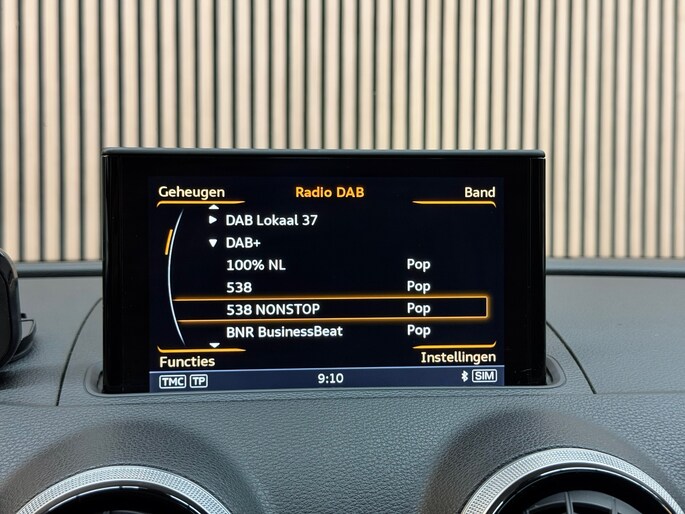 Geheugen Radio DAB Band
DAB Lokaal 37
DAB+
100% NL Pop
538 Pop
538 NONSTOP Pop
BNR BusinessBeat Pop
Functies Instellingen
TMC TP 9:10 SIM